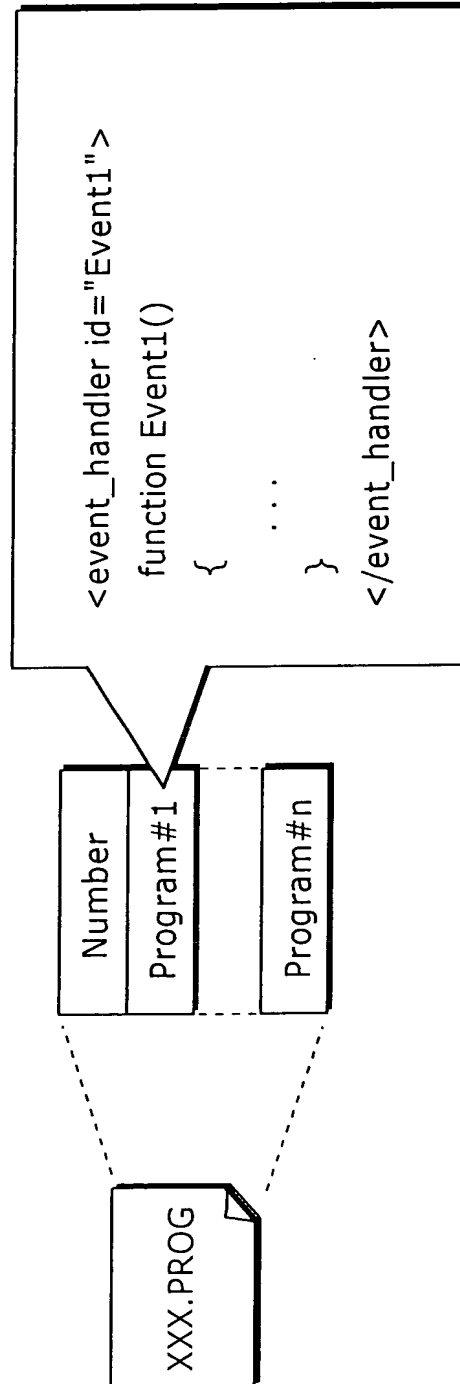 XXX.PROG
Number
Program#1
Program#n
<event_handler id="Event1">
function Event1()
{
...
}
</event_handler>